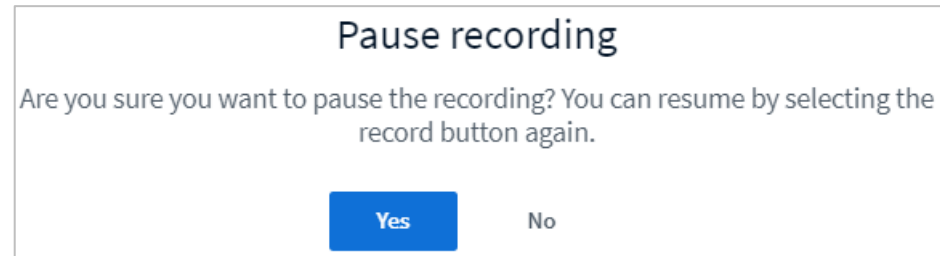 Pause recording
Are you sure you want to pause the recording? You can resume by selecting the
record button again.
Yes No